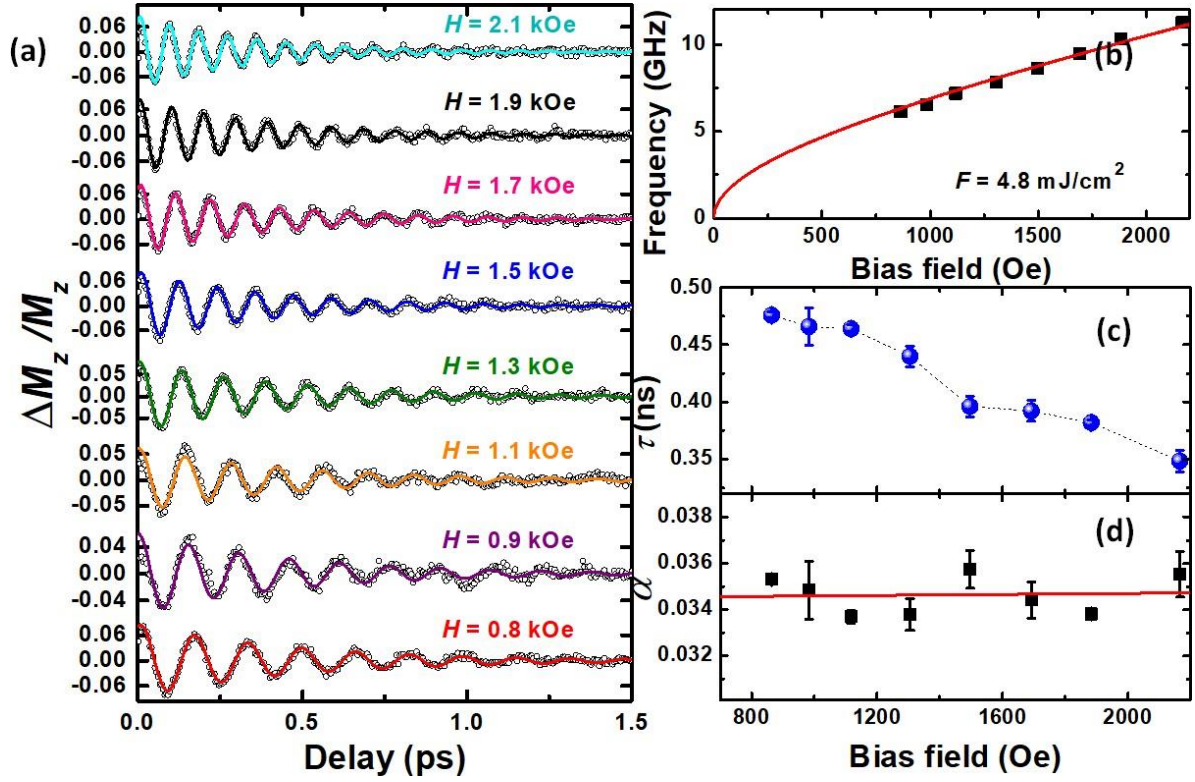 (a)
ΔM_z /M_z
0.06
0.00
-0.06
H = 2.1 kOe
0.06
0.00
-0.06
H = 1.9 kOe
0.06
0.00
-0.06
H = 1.7 kOe
0.06
0.00
-0.06
H = 1.5 kOe
0.05
0.00
-0.05
H = 1.3 kOe
0.05
0.00
-0.05
H = 1.1 kOe
0.04
0.00
-0.04
H = 0.9 kOe
0.06
0.00
-0.06
H = 0.8 kOe
0.0 0.5 1.0 1.5
Delay (ps)
Frequency (GHz)
10
5
0
(b)
F = 4.8 mJ/cm²
0 500 1000 1500 2000
Bias field (Oe)
τ (ns)
0.50
0.45
0.40
0.35
(c)
α
0.038
0.036
0.034
0.032
(d)
800 1200 1600 2000
Bias field (Oe)